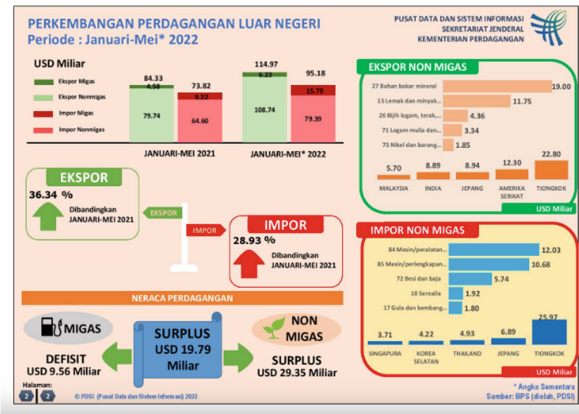 PERKEMBANGAN PERDAGANGAN LUAR NEGERI
Periode : Januari-Mei* 2022
PUSAT DATA DAN SISTEM INFORMASI
SEKRETARIAT JENDERAL
KEMENTERIAN PERDAGANGAN
USD Miliar
Ekspor Migas
Ekspor Nonmigas
Impor Migas
Impor Nonmigas
84.33
4.58
79.74
73.82
9.22
64.60
114.97
6.23
108.74
95.18
15.79
79.39
JANUARI-MEI 2021
JANUARI-MEI* 2022
EKSPOR
36.34 %
Dibandingkan
JANUARI-MEI 2021
EKSPOR
IMPOR
IMPOR
28.93 %
Dibandingkan
JANUARI-MEI 2021
NERACA PERDAGANGAN
MIGAS
DEFISIT
USD 9.56 Miliar
SURPLUS
USD 19.79
Miliar
NON
MIGAS
SURPLUS
USD 29.35 Miliar
EKSPOR NON MIGAS
27 Bahan bakar mineral 19.00
15 Lemak dan minyak... 11.75
26 Bijih logam, terak,... 4.36
71 Logam mulia dan... 3.34
75 Nikel dan barang... 1.85
5.70 8.89 8.94 12.30 22.80
MALAYSIA INDIA JEPANG AMERIKA SERIKAT TIONGKOK
USD Miliar
IMPOR NON MIGAS
84 Mesin/peralatan... 12.03
85 Mesin/perlengkapan... 10.68
72 Besi dan baja 5.74
10 Serealia 1.92
17 Gula dan kembang... 1.80
3.71 4.22 4.93 6.89 25.97
SINGAPURA KOREA SELATAN THAILAND JEPANG TIONGKOK
USD Miliar
Halaman:
2 2
© PDSI (Pusat Data dan Sistem Informasi) 2022
* Angka Sementara
Sumber: BPS (diolah, PDSI)